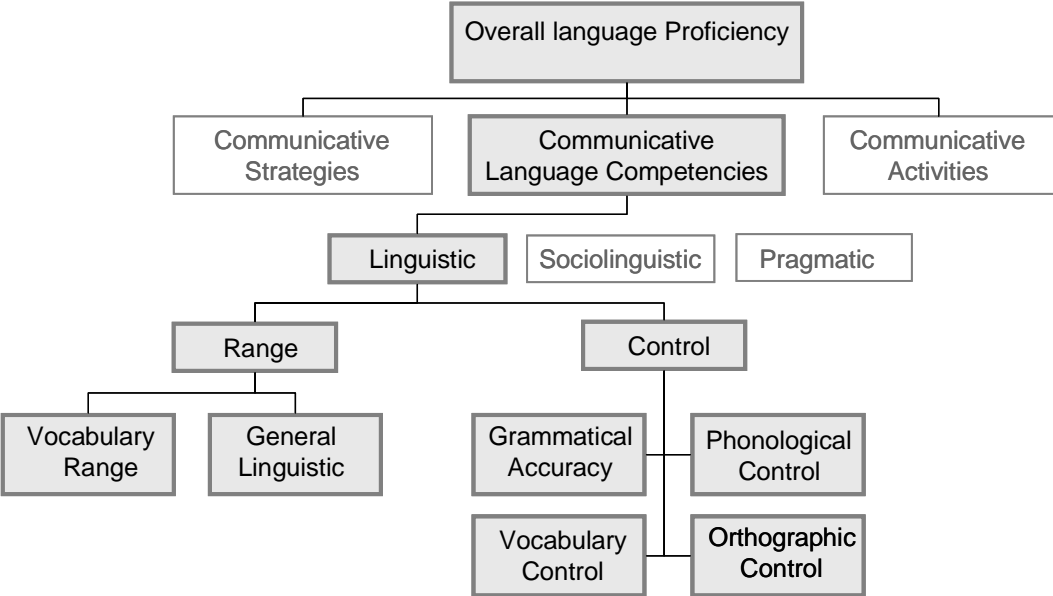 Overall language Proficiency
Communicative
Strategies
Communicative
Language Competencies
Communicative
Activities
Linguistic
Sociolinguistic
Pragmatic
Range
Control
Vocabulary
Range
General
Linguistic
Grammatical
Accuracy
Phonological
Control
Vocabulary
Control
Orthographic
Control